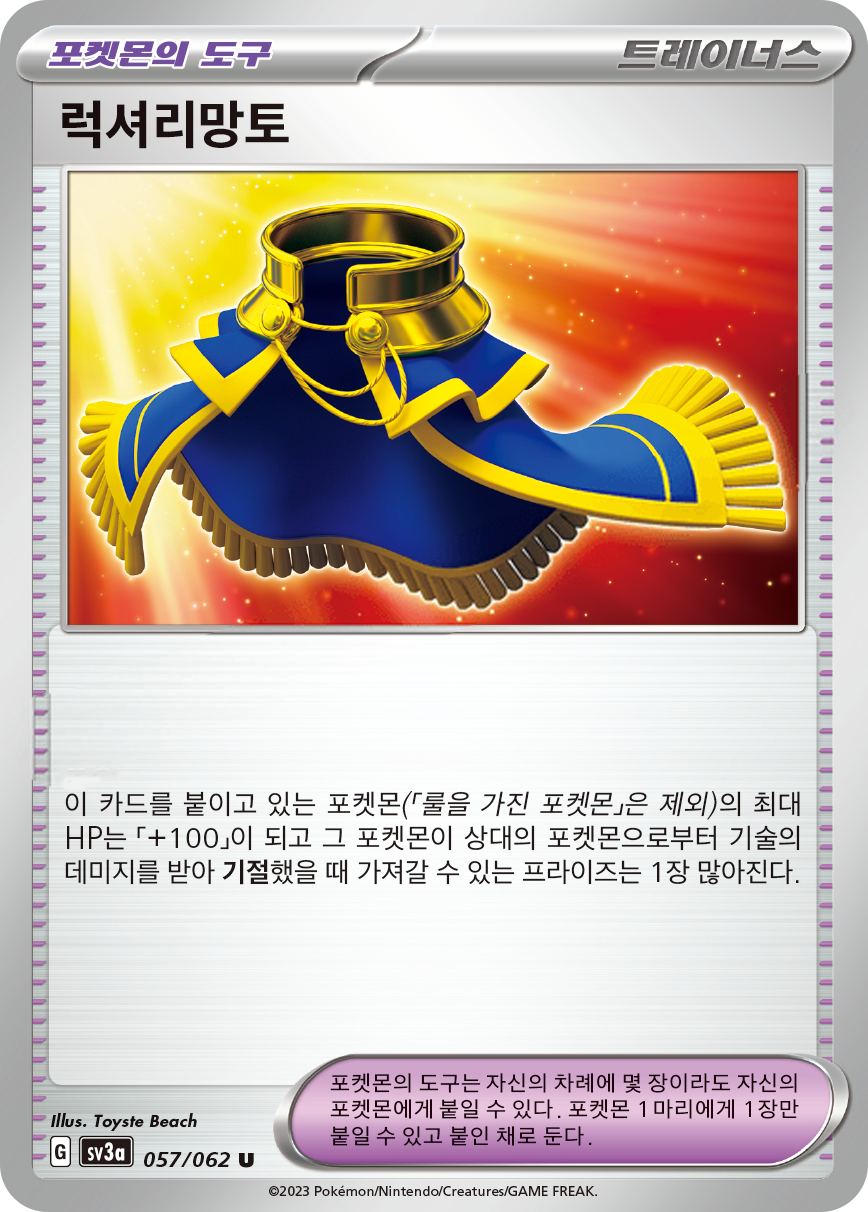 포켓몬의 도구
트레이너스
럭셔리망토
이 카드를 붙이고 있는 포켓몬(「룰을 가진 포켓몬」은 제외)의 최대
HP는 「+100」이 되고 그 포켓몬이 상대의 포켓몬으로부터 기술의
데미지를 받아 기절했을 때 가져갈 수 있는 프라이즈는 1장 많아진다.
포켓몬의 도구는 자신의 차례에 몇 장이라도 자신의
포켓몬에게 붙일 수 있다. 포켓몬 1마리에게 1장만
붙일 수 있고 붙인 채로 둔다.
Illus. Toyste Beach
G sv3a 057/062 U
©2023 Pokémon/Nintendo/Creatures/GAME FREAK.